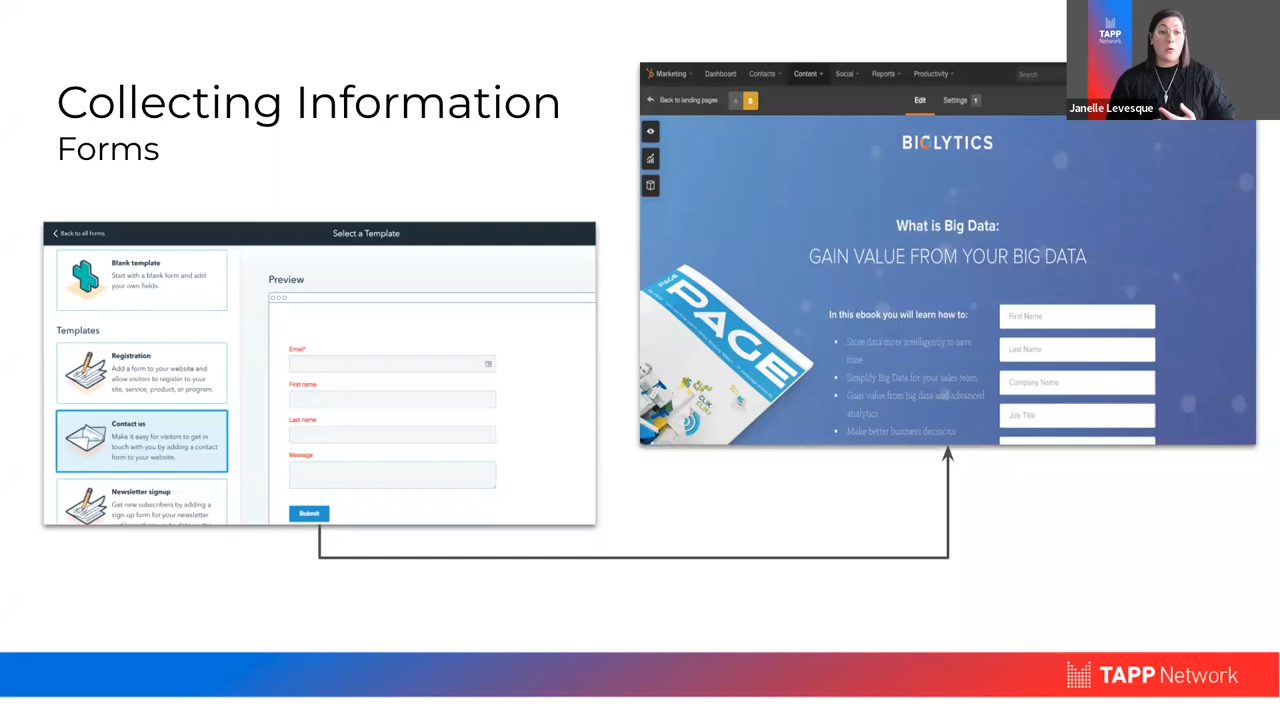 Collecting Information
Forms
Back to all forms
Select a Template
Blank template
Start with a blank form and add
your own fields.
Templates
Registration
Add a form to your website and
allow visitors to register for
your site, service, product, or program.
Contact us
Make it easy for visitors to get in
touch with you by adding a contact
form to your website.
Newsletter signup
Get new subscribers by adding a
sign-up form for your newsletter
Preview
Email*
First name
Last name
Message
Submit
Marketing
Dashboard
Contacts
Content
Social
Reports
Productivity
Search
Back to landing pages
A
B
Edit
Settings
1
BIGLYTICS
What is Big Data:
GAIN VALUE FROM YOUR BIG DATA
In this ebook you will learn how to:
Store data more intelligently to save
time
Simplify Big Data for your sales team
Gain value from big data and advanced
analytics
Make better business decisions
First Name
Last Name
Company Name
Job Title
PAGE
PAGE
TAPP
Network
Janelle Levesque
TAPP Network